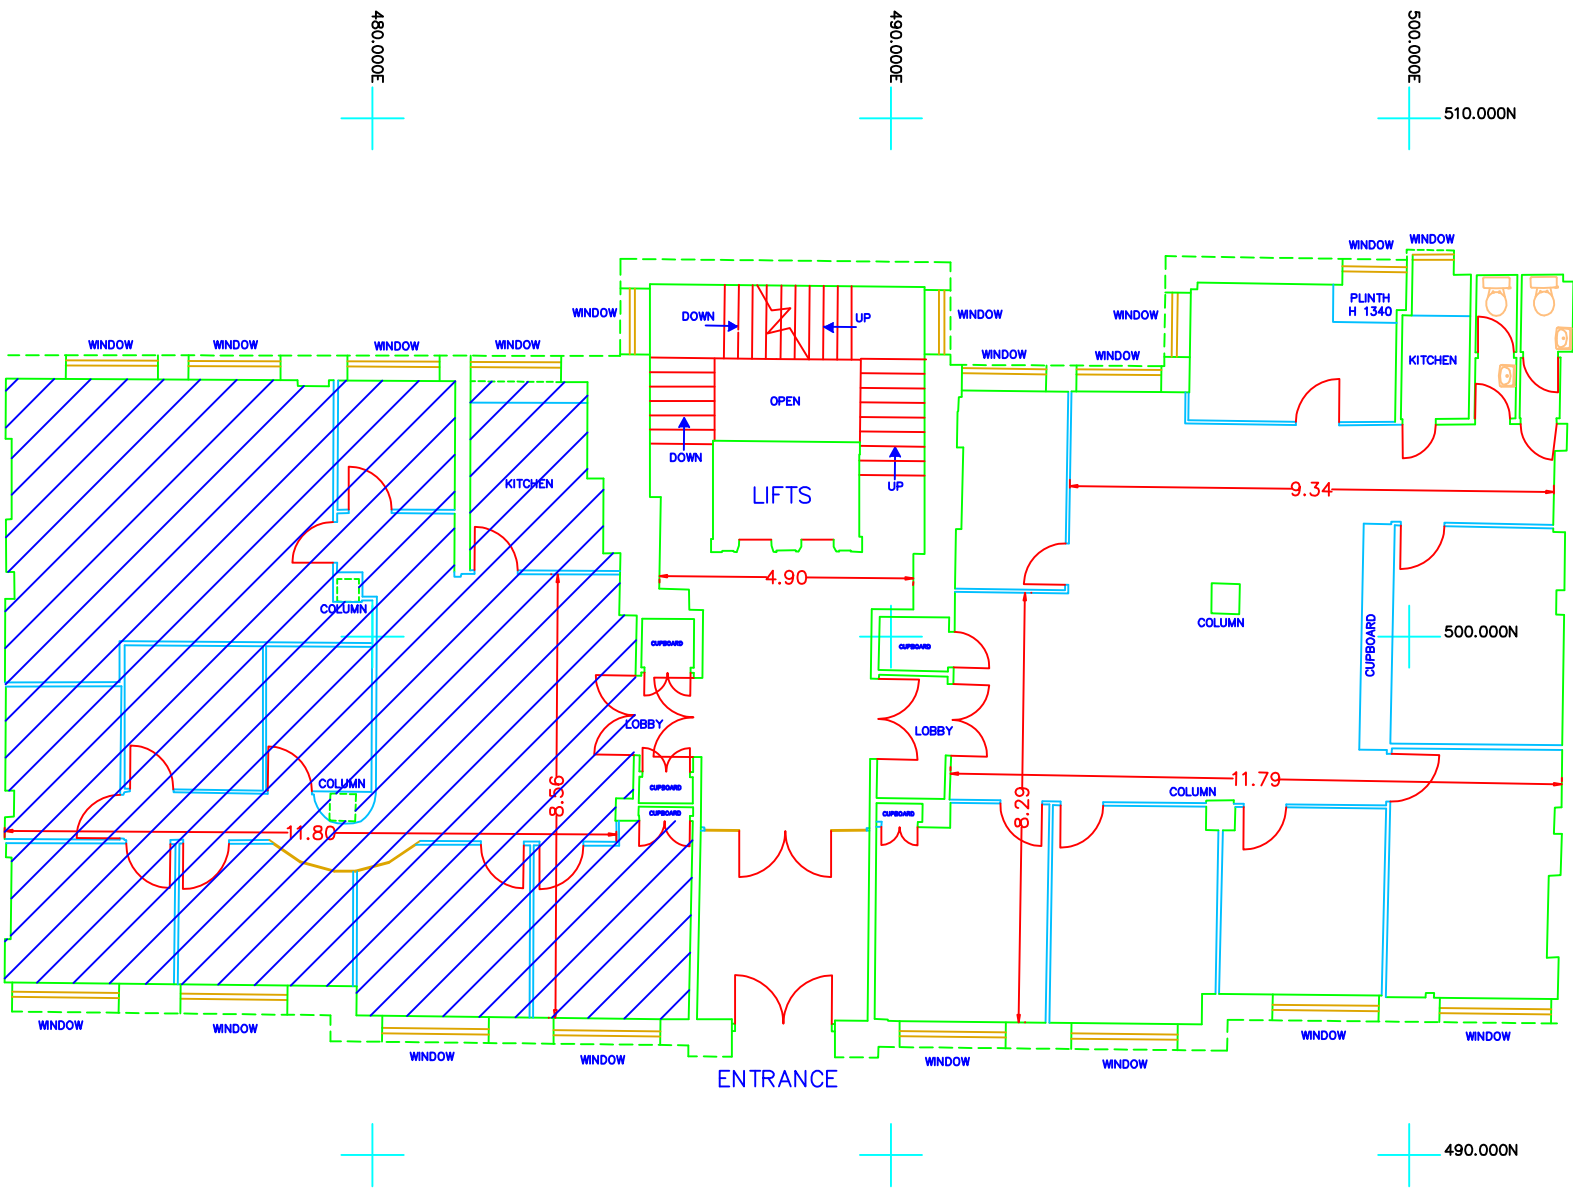 480.000E
490.000E
500.000E
510.000N
WINDOW
WINDOW
WINDOW
WINDOW
WINDOW
WINDOW
DOWN
UP
PLINTH
H 1340
WINDOW
WINDOW
WINDOW
WINDOW
WINDOW
WINDOW
KITCHEN
OPEN
DOWN
UP
KITCHEN
LIFTS
9.34
4.90
COLUMN
COLUMN
CUPBOARD
500.000N
CUPBOARD
CUPBOARD
LOBBY
LOBBY
COLUMN
8.56
CUPBOARD
11.79
COLUMN
8.29
CUPBOARD
CUPBOARD
11.80
WINDOW
WINDOW
WINDOW
WINDOW
WINDOW
WINDOW
WINDOW
WINDOW
ENTRANCE
490.000N